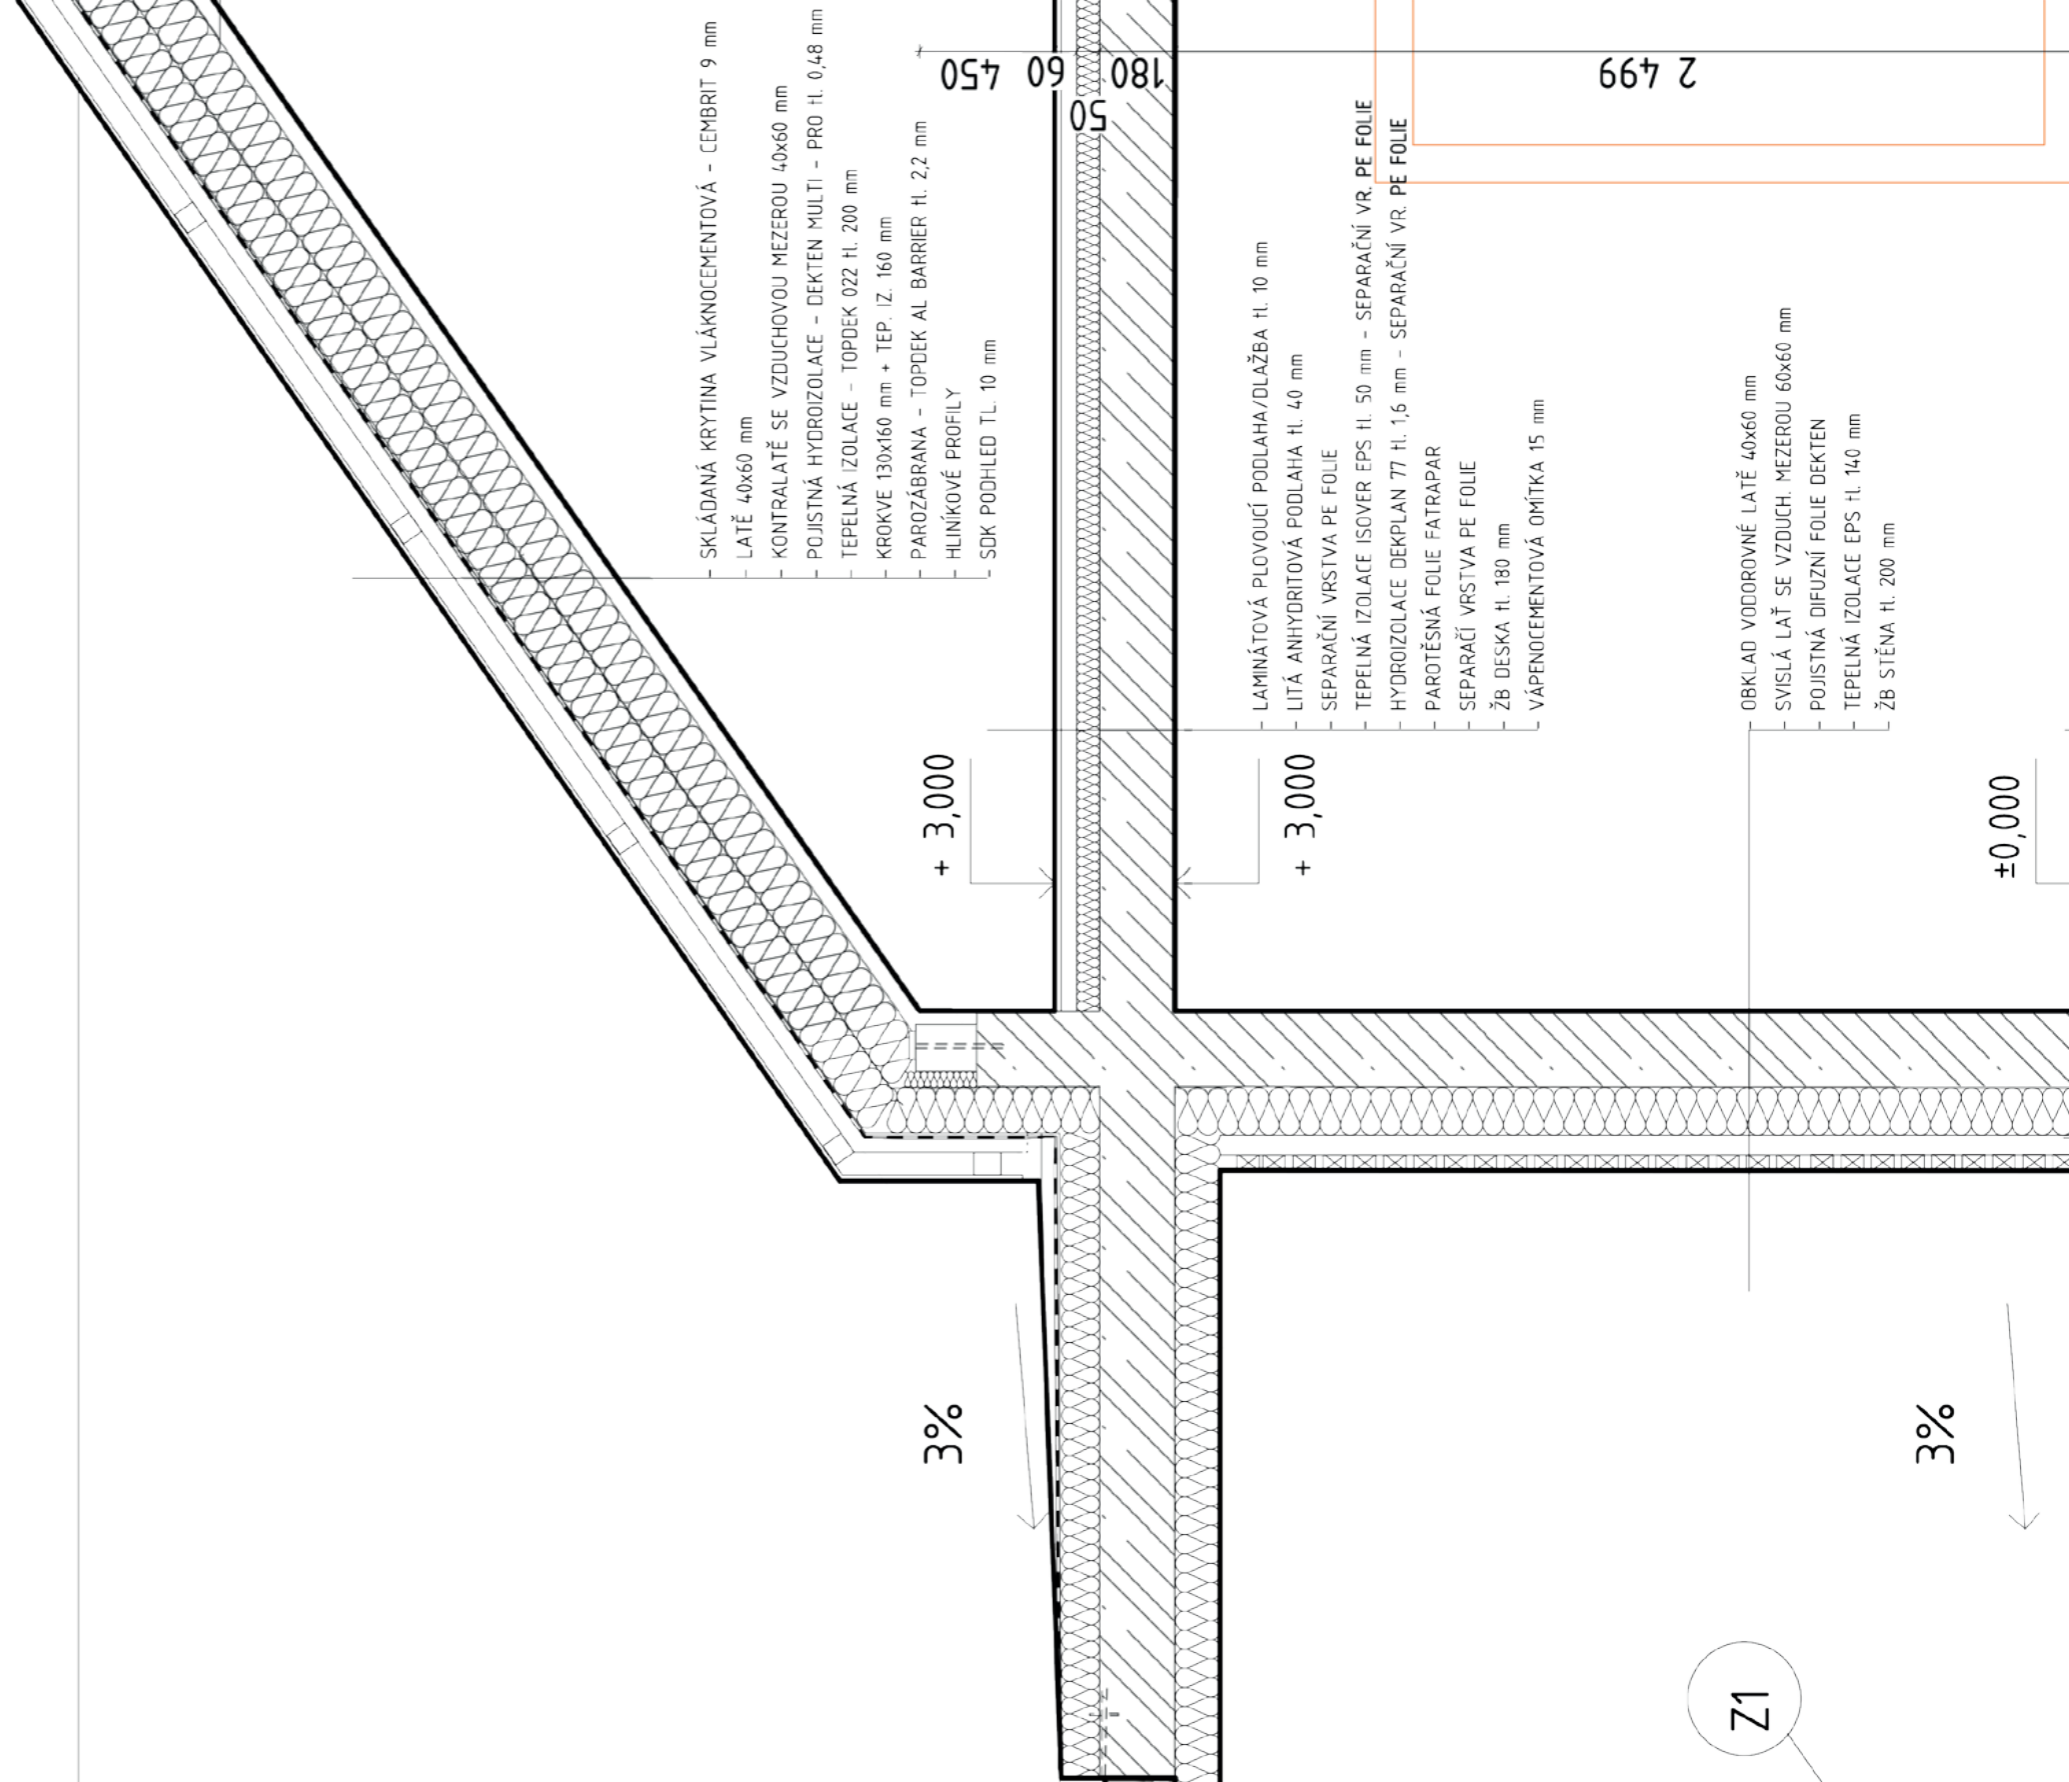 SKLÁDANÁ KRYTINA VLÁKNOCEMENTOVÁ - CEMBRIT 9 mm
LATĚ 40x60 mm
KONTRALATĚ SE VZDUCHOVOU MEZEROU 40x60 mm
POJISTNÁ HYDROIZOLACE - DEKTEN MULTI - PRO tl. 0,48 mm
TEPELNÁ IZOLACE - TOPDEK 022 tl. 200 mm
KROKVE 130x160 mm + TEP. IZ. 160 mm
PAROZÁBRANA - TOPDEK AL BARRIER tl. 2,2 mm
HLINÍKOVÉ PROFILY
SDK PODHLED TL. 10 mm
450
60
50
180
2 499
LAMINÁTOVÁ PLOVOUCÍ PODLAHA/DLAŽBA tl. 10 mm
LITÁ ANHYDRITOVÁ PODLAHA tl. 40 mm
SEPARAČNÍ VRSTVA PE FOLIE
TEPELNÁ IZOLACE ISOVER EPS tl. 50 mm - SEPARAČNÍ VR. PE FOLIE
HYDROIZOLACE DEKPLAN 77 tl. 1,6 mm - SEPARAČNÍ VR. PE FOLIE
PAROTĚSNÁ FOLIE FATRAPAR
SEPARAČÍ VRSTVA PE FOLIE
ŽB DESKA tl. 180 mm
VÁPENOCEMENTOVÁ OMÍTKA 15 mm
OBKLAD VODOROVNÉ LATĚ 40x60 mm
SVISLÁ LAŤ SE VZDUCH. MEZEROU 60x60 mm
POJISTNÁ DIFUZNÍ FOLIE DEKTEN
TEPELNÁ IZOLACE EPS tl. 140 mm
ŽB STĚNA tl. 200 mm
+ 3,000
+ 3,000
±0,000
3%
3%
Z1